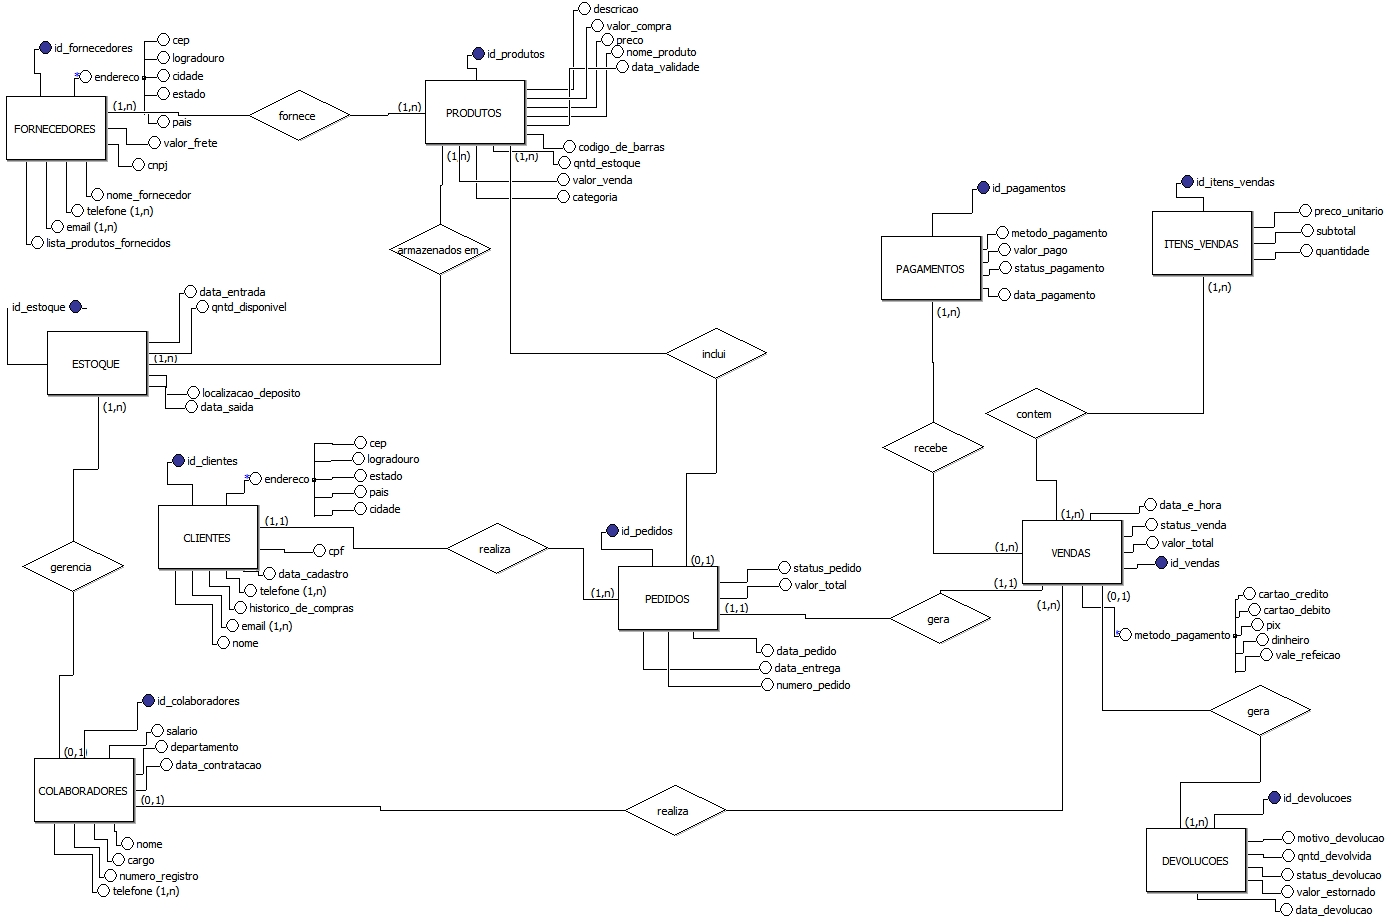 descricao
valor_compra
preco
nome_produto
data_validade
id_produtos
PRODUTOS
(1,n)
(1,n)
(1,n)
codigo_de_barras
qntd_estoque
valor_venda
categoria
id_fornecedores
* endereco
cep
logradouro
cidade
estado
pais
(1,n)
FORNECEDORES
valor_frete
cnpj
nome_fornecedor
telefone (1,n)
email (1,n)
lista_produtos_fornecidos
fornece
armazenados em
id_estoque
data_entrada
qntd_disponivel
ESTOQUE
(1,n)
localizacao_deposito
data_saida
(1,n)
inclui
id_pagamentos
metodo_pagamento
valor_pago
status_pagamento
data_pagamento
PAGAMENTOS
(1,n)
id_itens_vendas
preco_unitario
subtotal
quantidade
ITENS_VENDAS
(1,n)
contem
recebe
id_clientes
* endereco
cep
logradouro
estado
pais
cidade
CLIENTES
(1,1)
cpf
data_cadastro
telefone (1,n)
historico_de_compras
email (1,n)
nome
realiza
(1,n)
id_pedidos
(0,1)
PEDIDOS
status_pedido
valor_total
(1,1)
data_pedido
data_entrega
numero_pedido
gera
(1,n)
(1,n)
VENDAS
data_e_hora
status_venda
valor_total
id_vendas
(1,1)
(1,n)
(0,1)
* metodo_pagamento
cartao_credito
cartao_debito
pix
dinheiro
vale_refeicao
gera
gerencia
(0,1)
id_colaboradores
salario
departamento
data_contratacao
COLABORADORES
(0,1)
nome
cargo
numero_registro
telefone (1,n)
realiza
(1,n)
id_devolucoes
DEVOLUCOES
motivo_devolucao
qntd_devolvida
status_devolucao
valor_estornado
data_devolucao